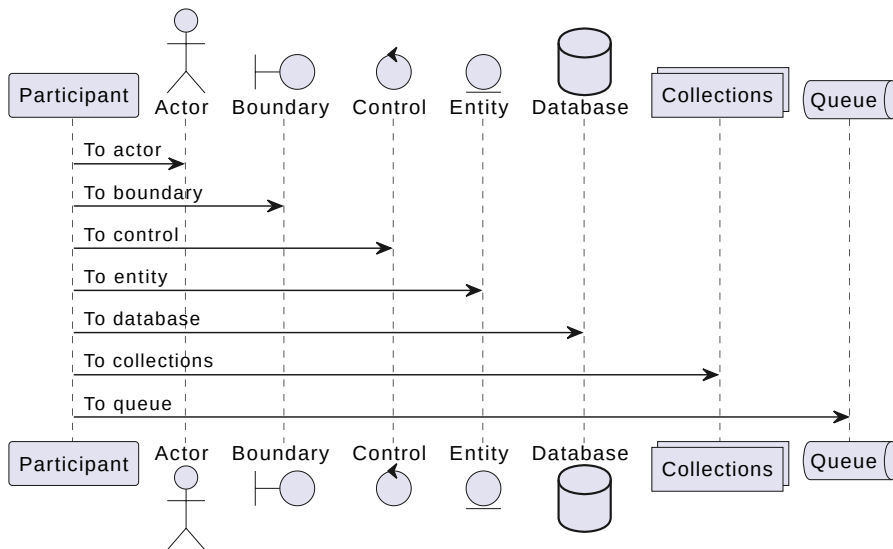 Participant
Actor
Boundary
Control
Entity
Database
Collections
Queue
To actor
To boundary
To control
To entity
To database
To collections
To queue
Participant
Actor
Boundary
Control
Entity
Database
Collections
Queue